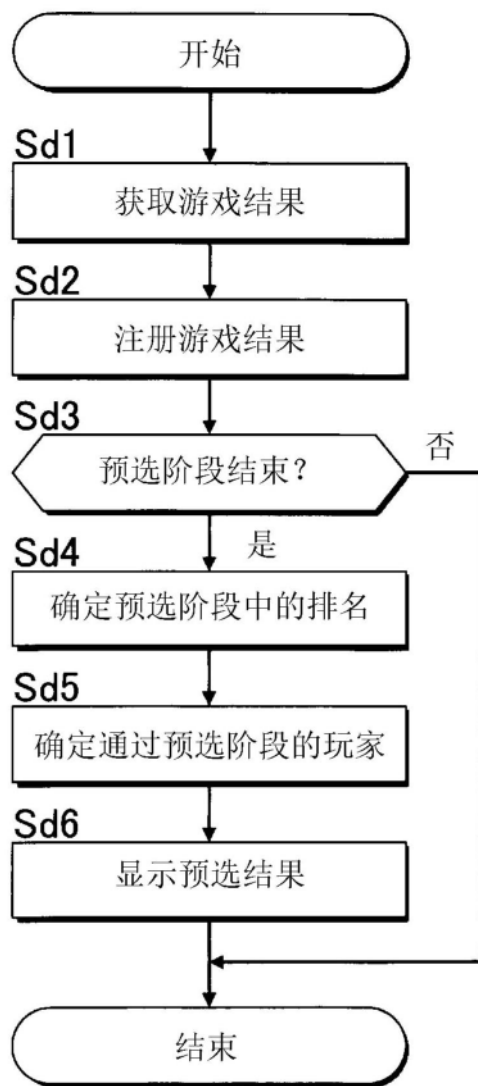 开始
Sd1
获取游戏结果
Sd2
注册游戏结果
Sd3
预选阶段结束？
否
是
Sd4
确定预选阶段中的排名
Sd5
确定通过预选阶段的玩家
Sd6
显示预选结果
结束